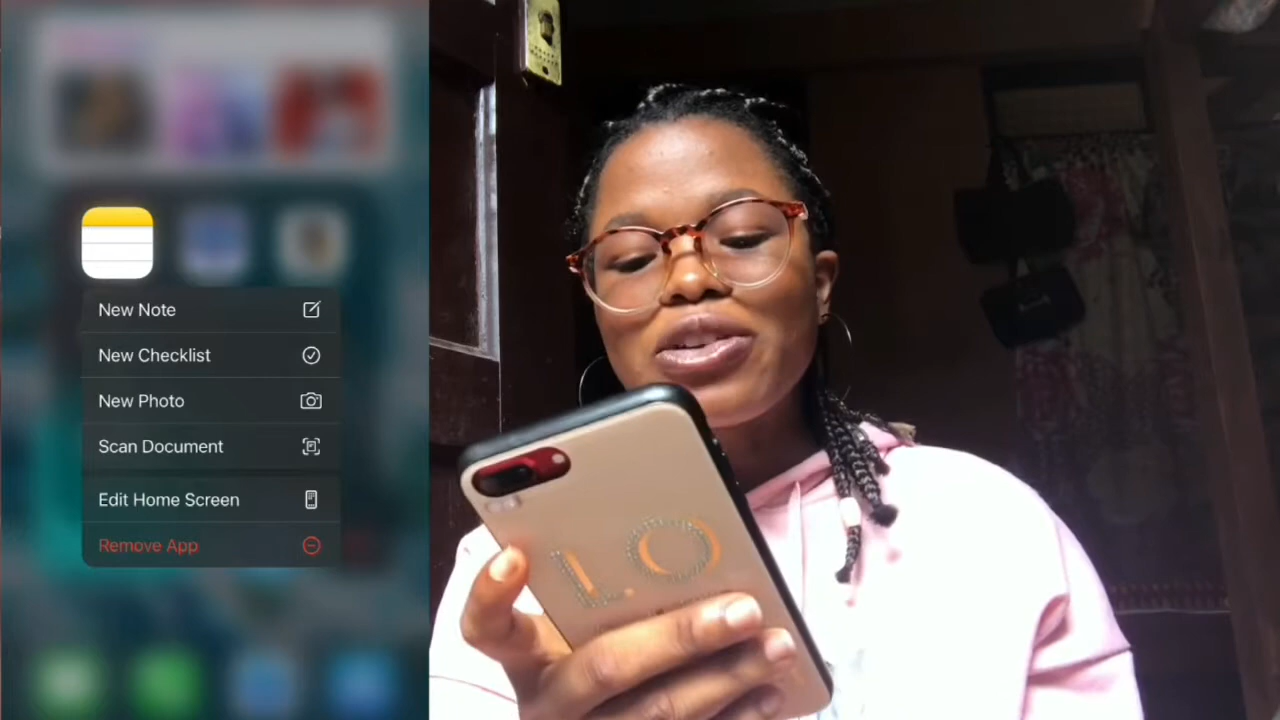 New Note
New Checklist
New Photo
Scan Document
Edit Home Screen
Remove App
LO